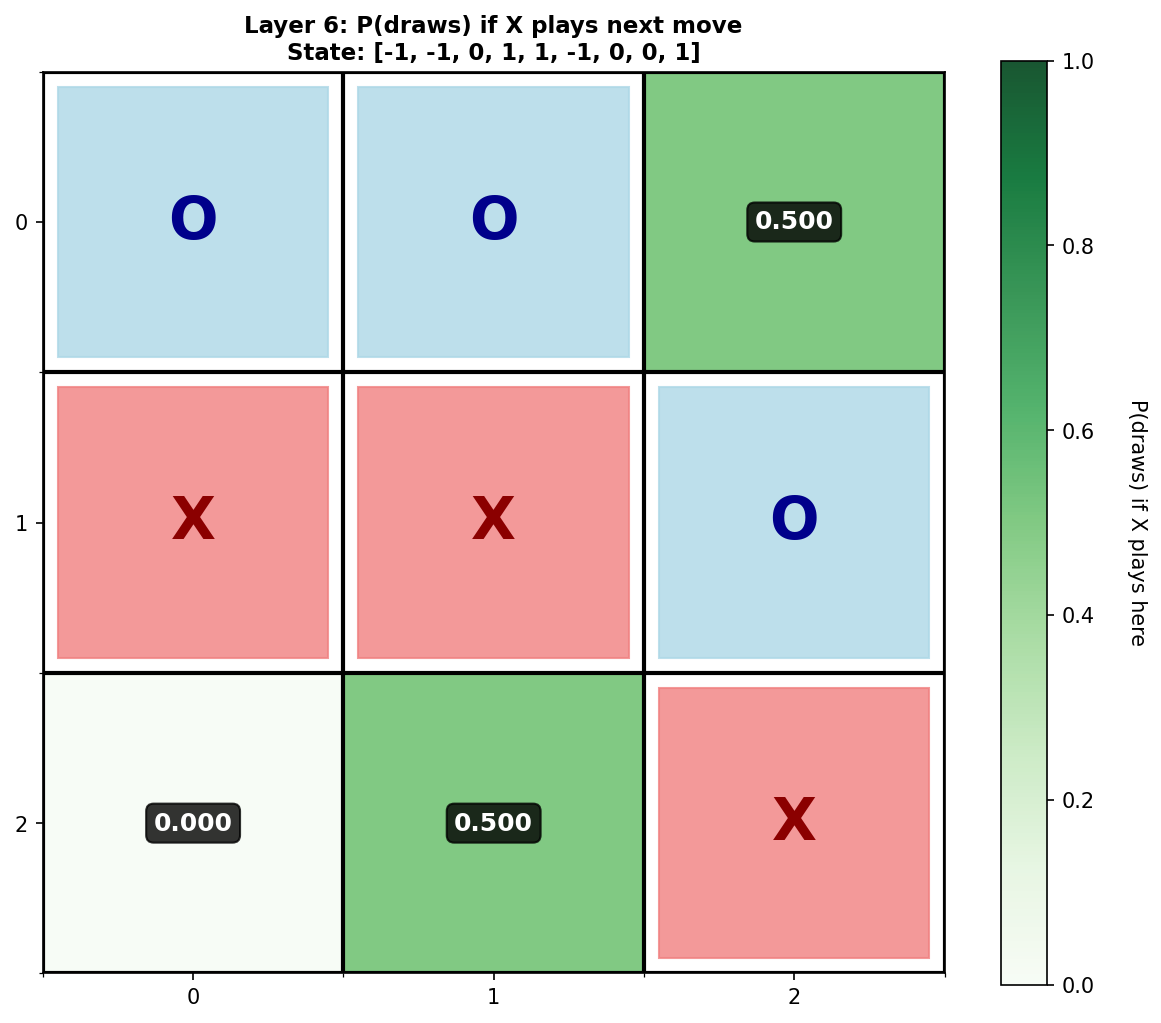 Layer 6: P(draws) if X plays next move
State: [-1, -1, 0, 1, 1, -1, 0, 0, 1]
1.0
0.8
0.6
0.4
0.2
0.0
P(draws) if X plays here
0
O
O
0.500
1
X
X
O
2
0.000
0.500
X
0
1
2